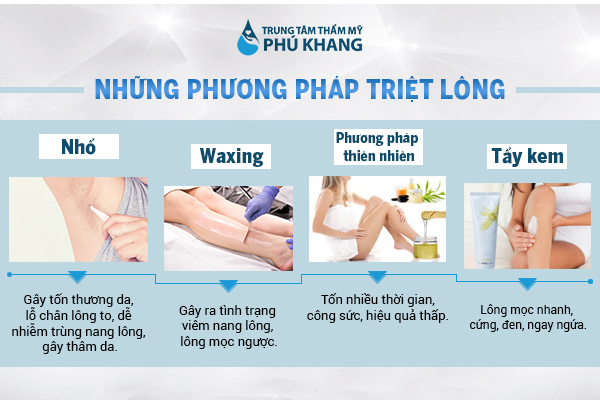 TRUNG TÂM THẨM MỸ
PHÚ KHANG
NHỮNG PHƯƠNG PHÁP TRIỆT LÔNG
Nhổ
Gây tổn thương da,
lỗ chân lông to, dễ
nhiễm trùng nang lông,
gây thâm da.
Waxing
Gây ra tình trạng
viêm nang lông,
lông mọc ngược.
Phương pháp
thiên nhiên
Tốn nhiều thời gian,
công sức, hiệu quả thấp.
Tẩy kem
Lông mọc nhanh,
cứng, đen, ngay ngứa.